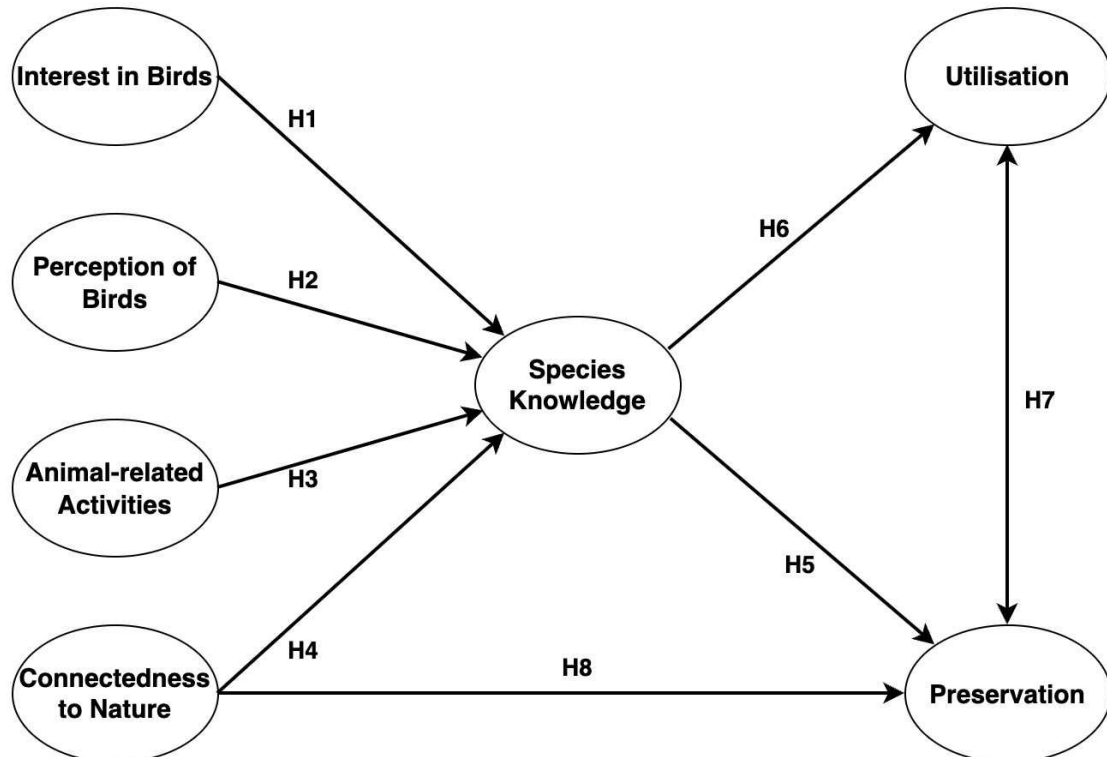 Interest in Birds
Utilisation
H1
H6
Perception of
Birds
H2
Species
Knowledge
H7
Animal-related
Activities
H3
H5
Connectedness
to Nature
H4
H8
Preservation